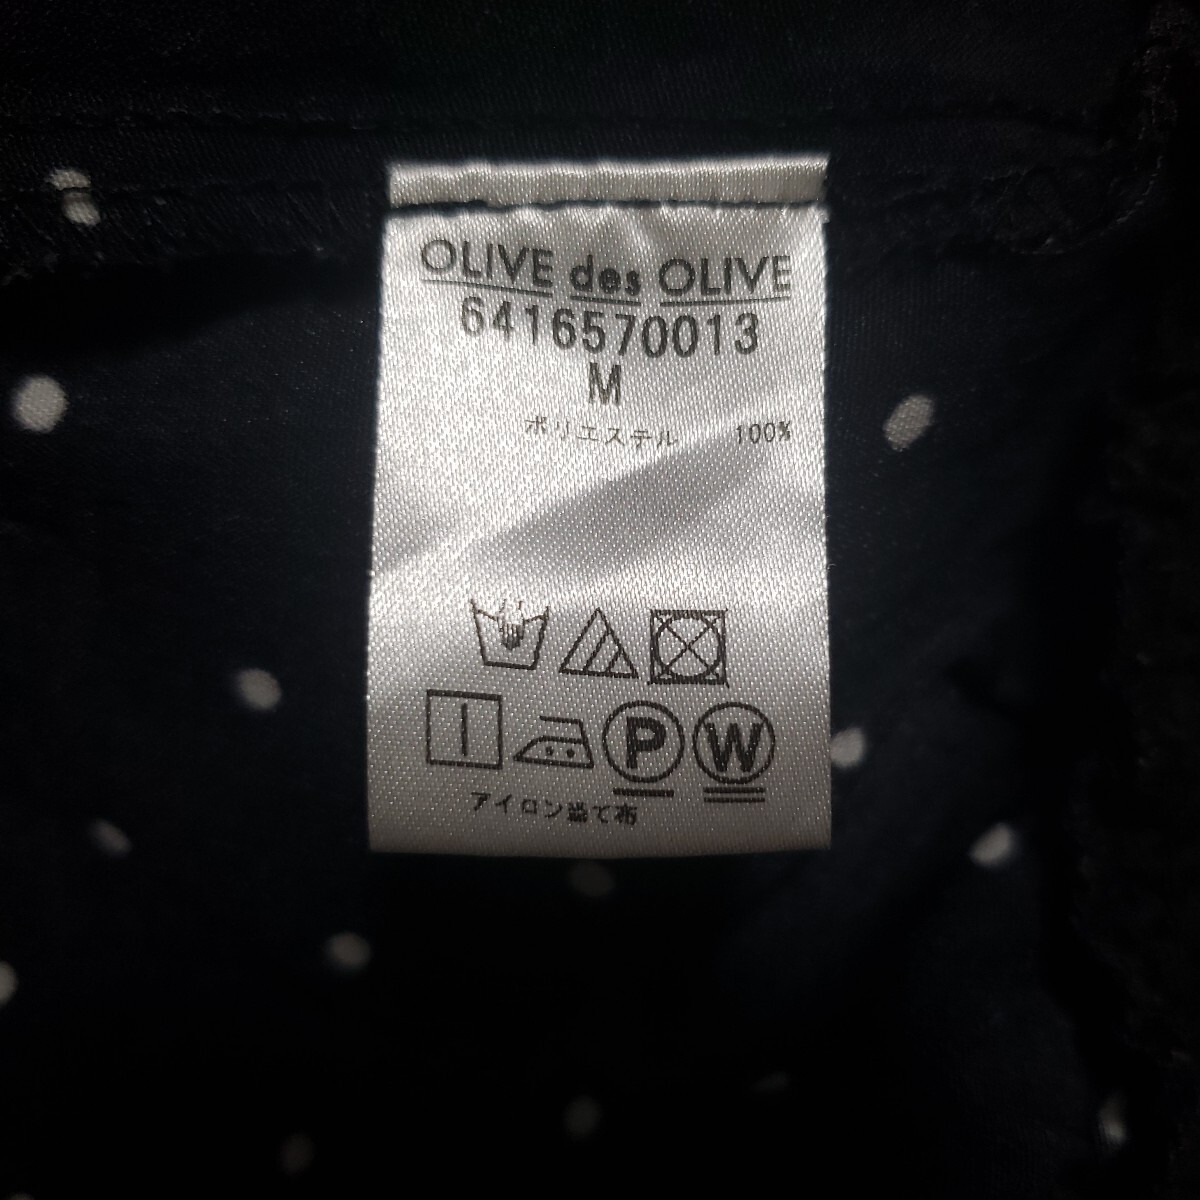 OLIVE des OLIVE
6416570013
M
ポリエステル 100%
P W
アイロン当て布